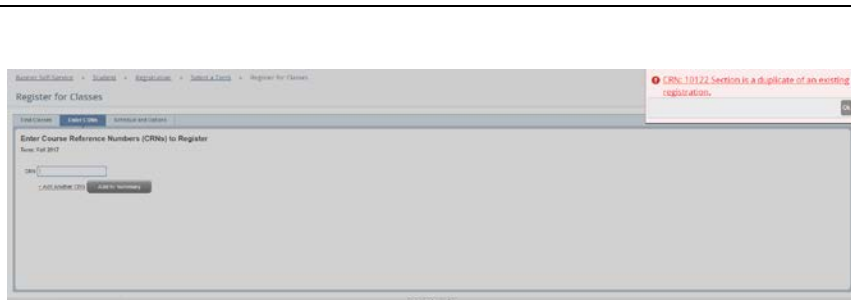 Banner Self-Service • Student • Registration • Select a Term • Register for Classes
CRN: 10122 Section is a duplicate of an existing
registration.
Register for Classes
Ok
Find Classes Enter CRNs Schedule and Options
Enter Course Reference Numbers (CRNs) to Register
Term: Fall 2017
CRN
+ Add Another CRN Add to Summary